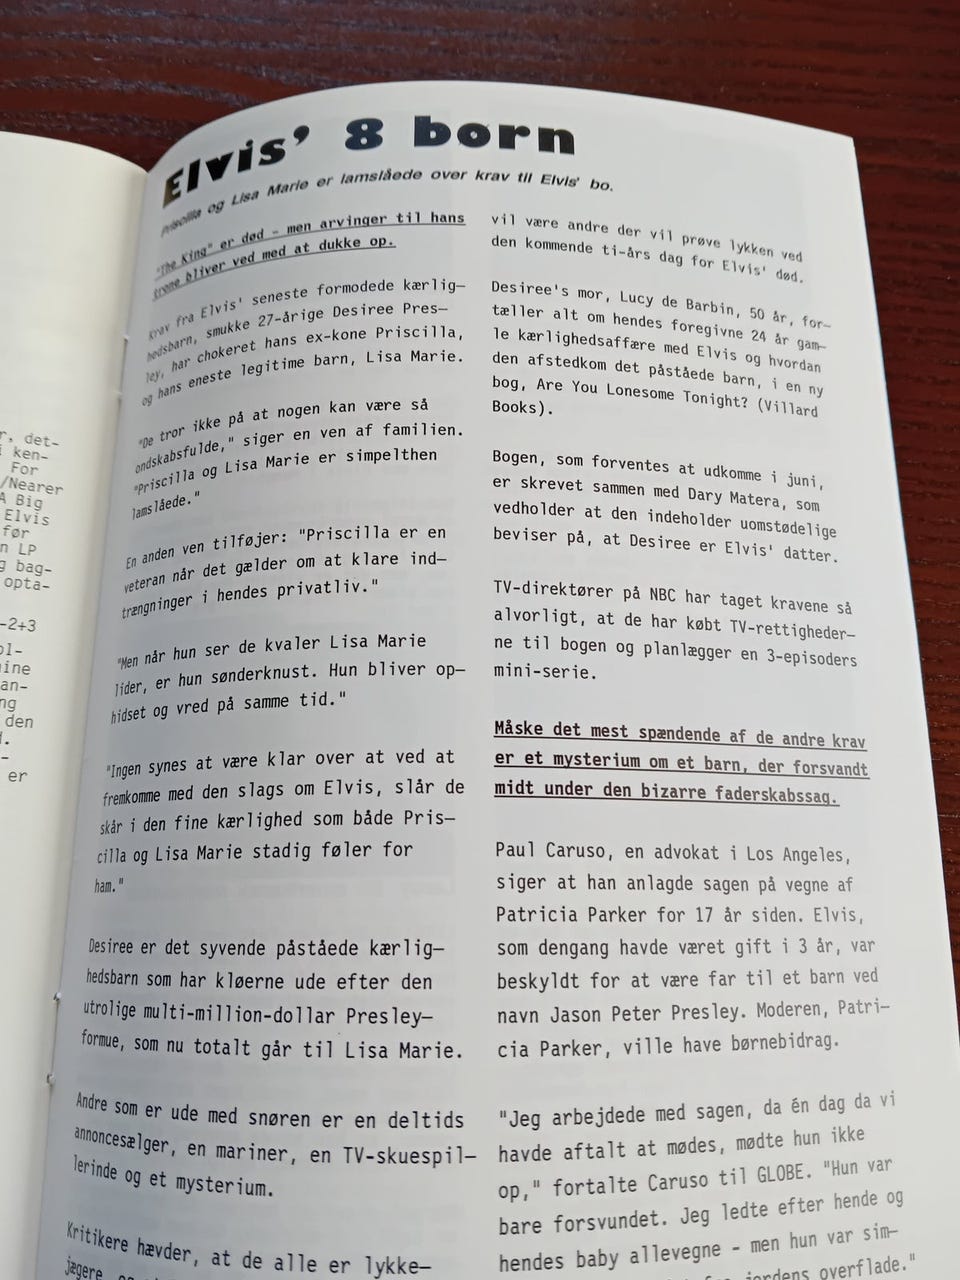 Elvis' 8 børn
Priscilla og Lisa Marie er lamslåede over krav til Elvis' bo.
"The King" er død - men arvinger til hans
trone bliver ved med at dukke op.
Krav fra Elvis' seneste formodede kærlig-
hedsbarn, smukke 27-årige Desiree Pres-
ley, har chokeret hans ex-kone Priscilla,
og hans eneste legitime barn, Lisa Marie.
"De tror ikke på at nogen kan være så
ondskabsfulde," siger en ven af familien.
"Priscilla og Lisa Marie er simpelthen
lamslåede."
En anden ven tilføjer: "Priscilla er en
veteran når det gælder om at klare ind-
trængninger i hendes privatliv."
"Men når hun ser de kvaler Lisa Marie
lider, er hun sønderknust. Hun bliver op-
hidset og vred på samme tid."
"Ingen synes at være klar over at ved at
fremkomme med den slags om Elvis, slår de
skår i den fine kærlighed som både Pris-
cilla og Lisa Marie stadig føler for
ham."
Desiree er det syvende påståede kærlig-
hedsbarn som har kløerne ude efter den
utrolige multi-million-dollar Presley-
formue, som nu totalt går til Lisa Marie.
Andre som er ude med snøren er en deltids
annoncesælger, en mariner, en TV-skuespil-
lerinde og et mysterium.
Kritikere hævder, at de alle er lykke-
jægere
vil være andre der vil prøve lykken ved
den kommende ti-års dag for Elvis' død.
Desiree's mor, Lucy de Barbin, 50 år, for-
tæller alt om hendes foregivne 24 år gam-
le kærlighedsaffære med Elvis og hvordan
den afstedkom det påståede barn, i en ny
bog, Are You Lonesome Tonight? (Villard
Books).
Bogen, som forventes at udkomme i juni,
er skrevet sammen med Dary Matera, som
vedholder at den indeholder uomstødelige
beviser på, at Desiree er Elvis' datter.
TV-direktører på NBC har taget kravene så
alvorligt, at de har købt TV-rettigheder-
ne til bogen og planlægger en 3-episoders
mini-serie.
Måske det mest spændende af de andre krav
er et mysterium om et barn, der forsvandt
midt under den bizarre faderskabssag.
Paul Caruso, en advokat i Los Angeles,
siger at han anlagde sagen på vegne af
Patricia Parker for 17 år siden. Elvis,
som dengang havde været gift i 3 år, var
beskyldt for at være far til et barn ved
navn Jason Peter Presley. Moderen, Patri-
cia Parker, ville have børnebidrag.
"Jeg arbejdede med sagen, da én dag da vi
havde aftalt at mødes, mødte hun ikke
op," fortalte Caruso til GLOBE. "Hun var
bare forsvundet. Jeg ledte efter hende og
hendes baby allevegne - men hun var sim-
jordens overflade."
r, det-
i ken-
For
/Nearer
A Big
Elvis
før
n LP
g bag-
opta-
-2+3
ol-
ine
an-
ng
den
er